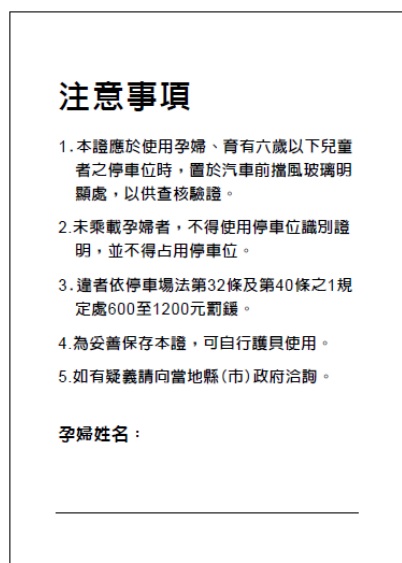 注意事項
1.本證應於使用孕婦、育有六歲以下兒童
者之停車位時，置於汽車前擋風玻璃明
顯處，以供查核驗證。
2.未乘載孕婦者，不得使用停車位識別證
明，並不得占用停車位。
3.違者依停車場法第32條及第40條之1規
定處600至1200元罰鍰。
4.為妥善保存本證，可自行護貝使用。
5.如有疑義請向當地縣(市)政府洽詢。
孕婦姓名：